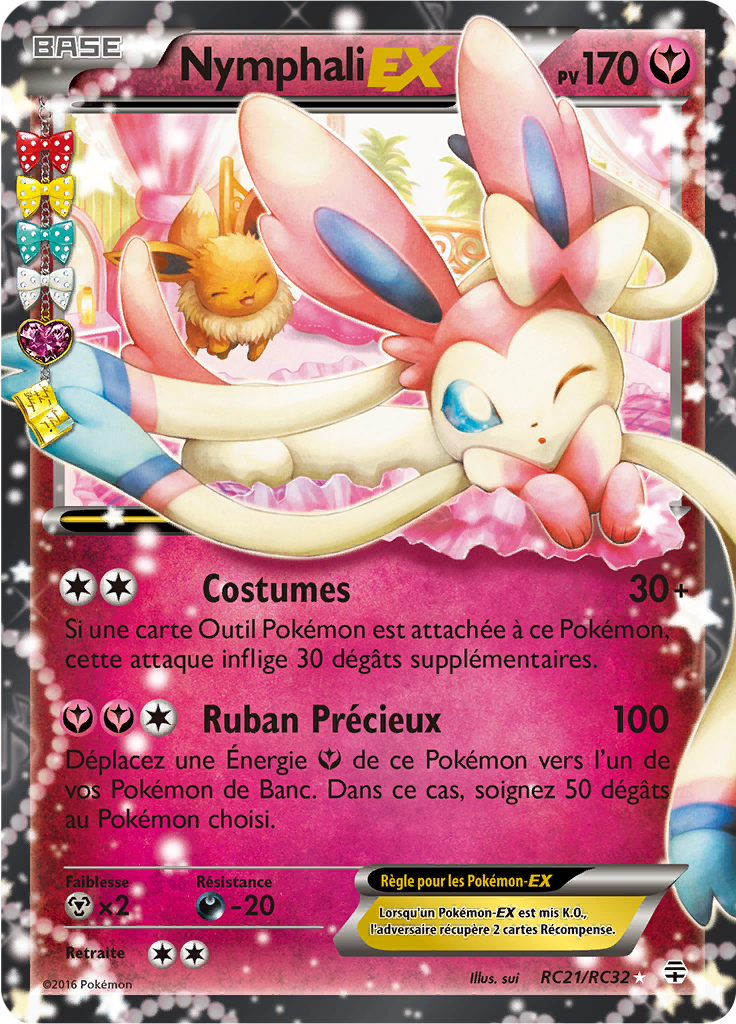 BASE
Nymphali EX
PV 170
Costumes 30+
Si une carte Outil Pokémon est attachée à ce Pokémon,
cette attaque inflige 30 dégâts supplémentaires.
Ruban Précieux 100
Déplacez une Énergie de ce Pokémon vers l'un de
vos Pokémon de Banc. Dans ce cas, soignez 50 dégâts
au Pokémon choisi.
Faiblesse Résistance
×2 -20
Retraite
Règle pour les Pokémon-EX
Lorsqu'un Pokémon-EX est mis K.O.,
l'adversaire récupère 2 cartes Récompense.
©2016 Pokémon
Illus. sui
RC21/RC32